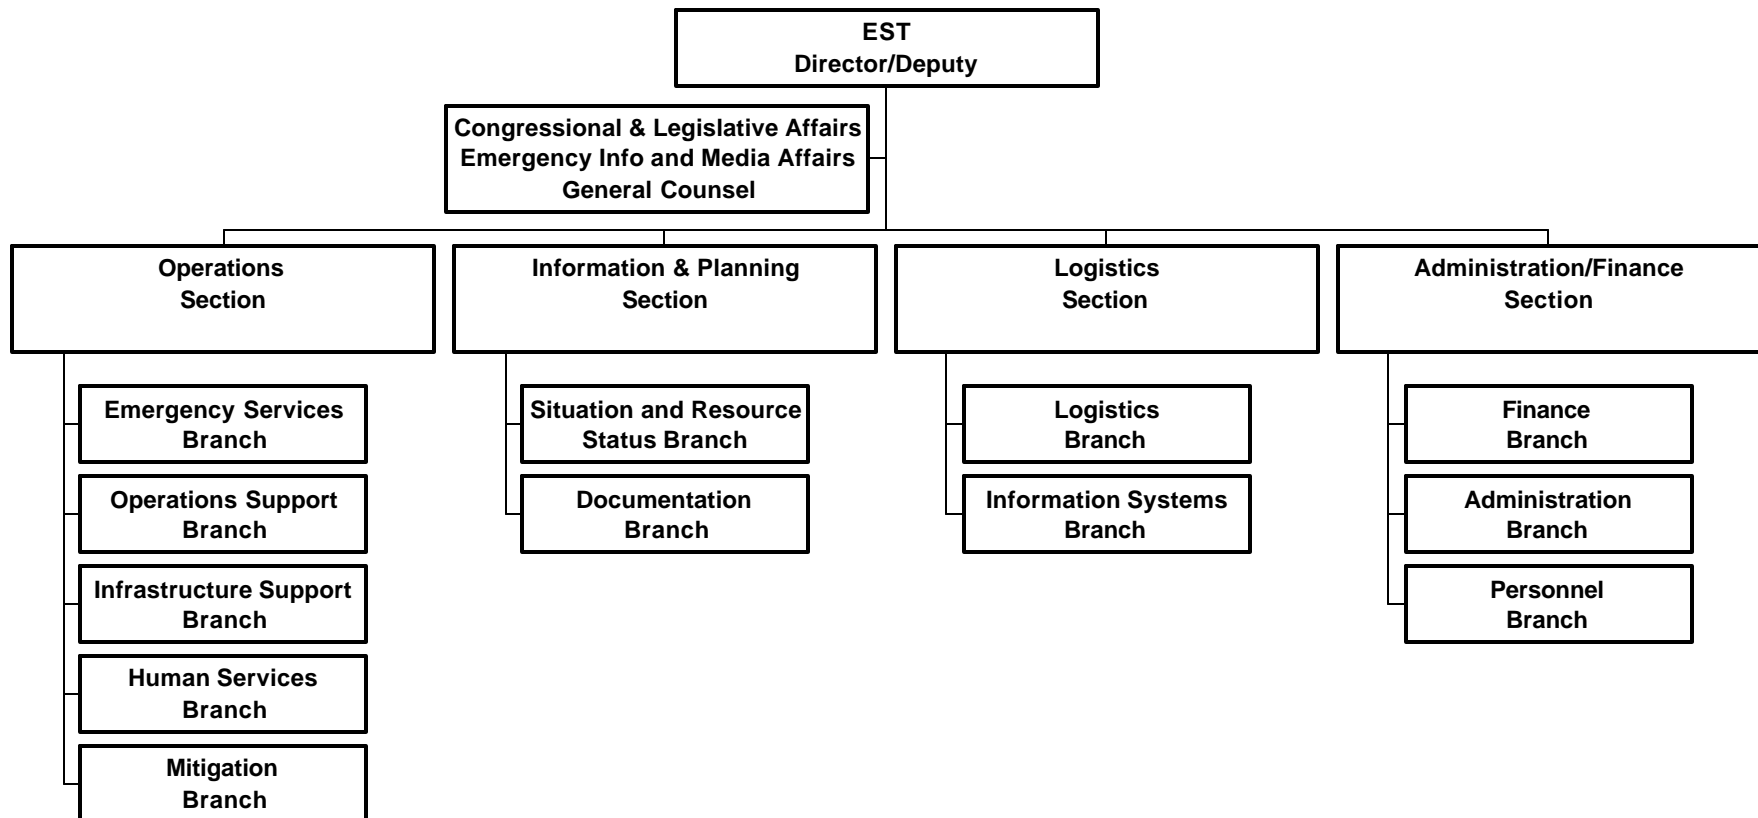 EST
Director/Deputy
Congressional & Legislative Affairs
Emergency Info and Media Affairs
General Counsel
Operations
Section
Information & Planning
Section
Logistics
Section
Administration/Finance
Section
Emergency Services
Branch
Operations Support
Branch
Infrastructure Support
Branch
Human Services
Branch
Mitigation
Branch
Situation and Resource
Status Branch
Documentation
Branch
Logistics
Branch
Information Systems
Branch
Finance
Branch
Administration
Branch
Personnel
Branch